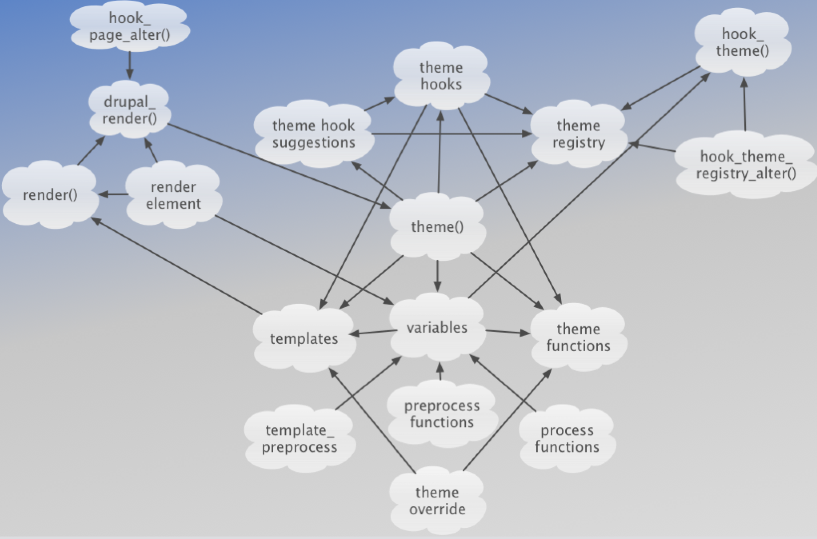 hook_
page_alter()
hook_
theme()
theme
hooks
drupal_
render()
theme hook
suggestions
theme
registry
hook_theme_
registry_alter()
render()
render
element
theme()
templates
variables
theme
functions
template_
preprocess
preprocess
functions
process
functions
theme
override